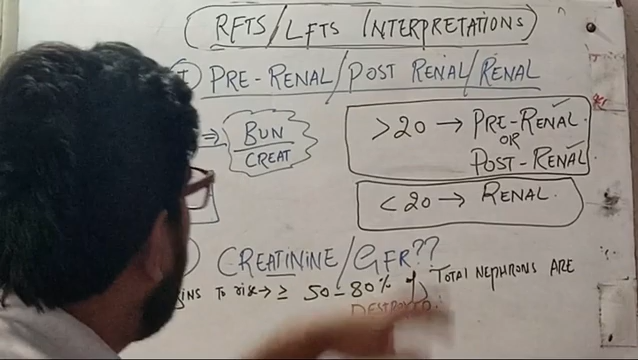 RFTS/LFTS INTERPRETATIONS
I PRE-RENAL/POST RENAL/RENAL
⇒ BUN
CREAT
>20 → PRE-RENAL ✓
OR
POST-RENAL ✓
<20 → RENAL.
CREATININE/GFR??
TO rise → ≥ 50-80% of TOTAL NEPHRONS ARE
DESTROYED.